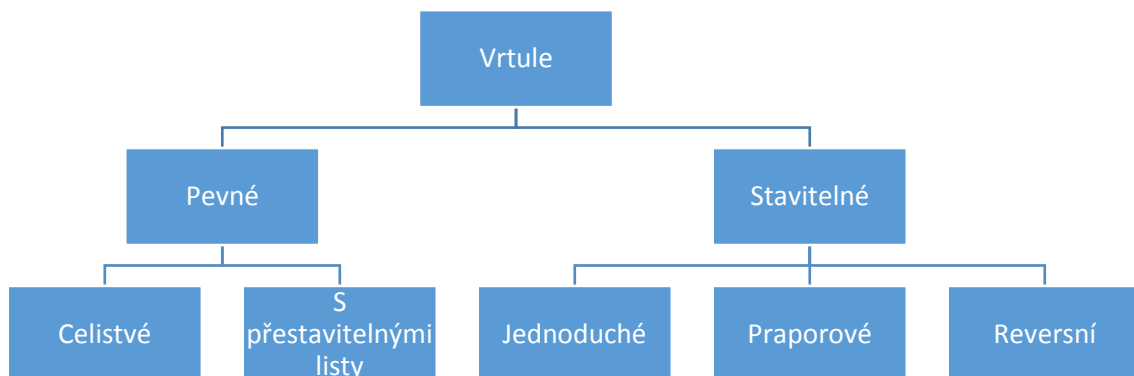 Vrtule
Pevné
Stavitelné
Celistvé
S
přestavitelnými
listy
Jednoduché
Praporové
Reversní